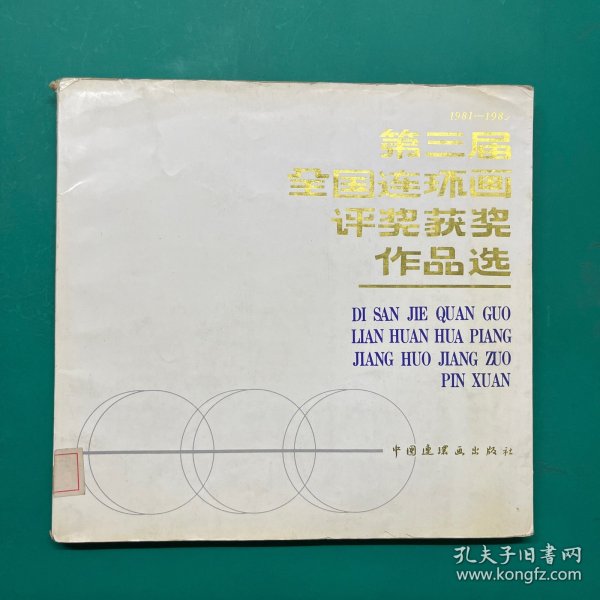 第三届
全国连环画
评奖获奖
作品选
DI SAN JIE QUAN GUO
LIAN HUAN HUA PIANG
JIANG HUO JIANG ZUO
PIN XUAN
中国连环画出版社
孔夫子旧书网
www.kongfz.com